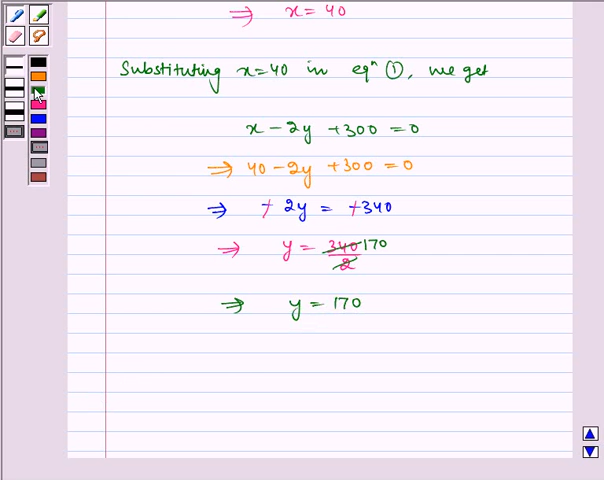 ⇒ x = 40
Substituting x=40 in eqⁿ ①, we get
x - 2y + 300 = 0
⇒ 40 - 2y + 300 = 0
⇒ - 2y = - 340
⇒ y = 340/2 170
⇒ y = 170